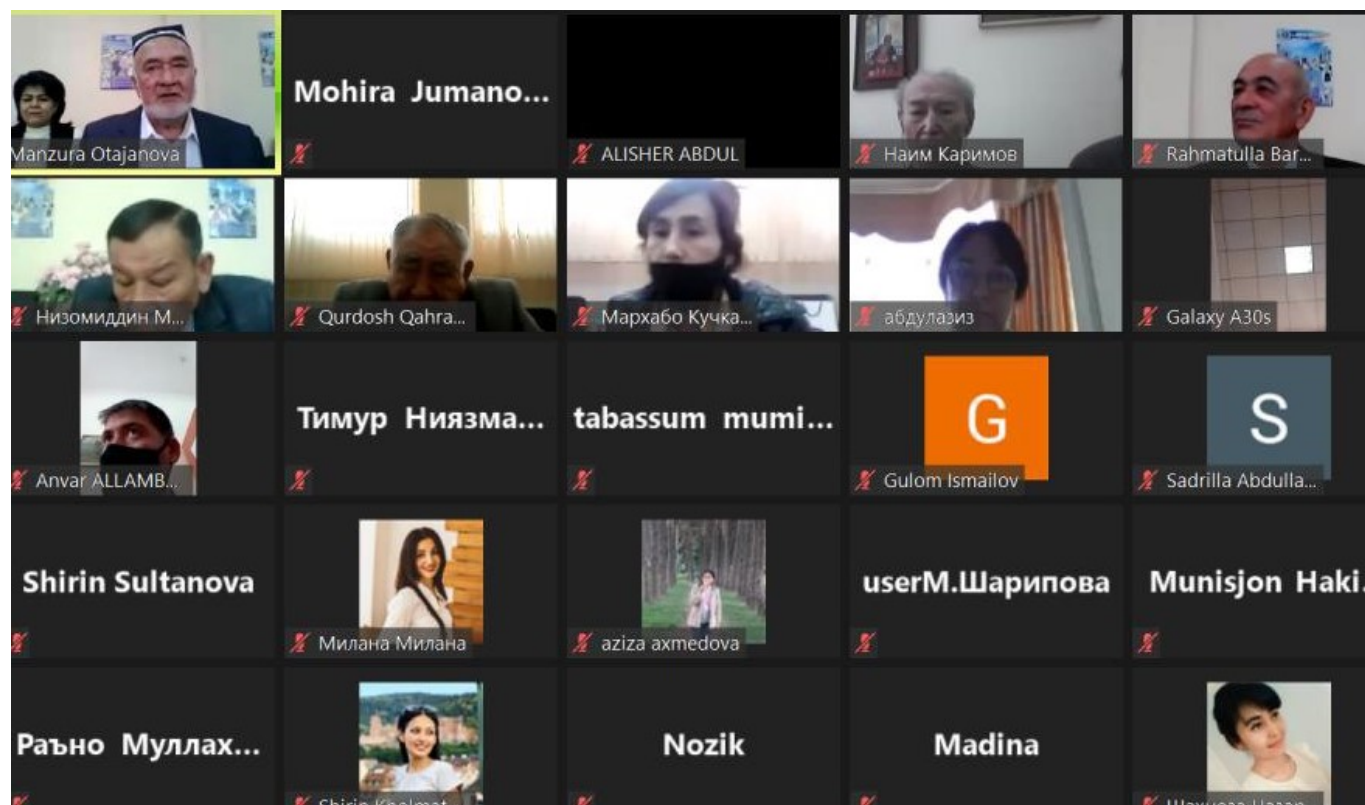 Manzura Otajanova
Mohira Jumano...
ALISHER ABDUL
Наим Каримов
Rahmatulla Bar...
Низомиддин М...
Qurdosh Qahra...
Мархабо Кучка...
абдулазиз
Galaxy A30s
Anvar ALLAMB...
Тимур Ниязма...
tabassum mumi...
G
Gulom Ismailov
S
Sadrilla Abdulla...
Shirin Sultanova
Милана Милана
aziza axmedova
userМ.Шарипова
Munisjon Haki.
Раъно Муллах...
Shirin
Nozik
Madina